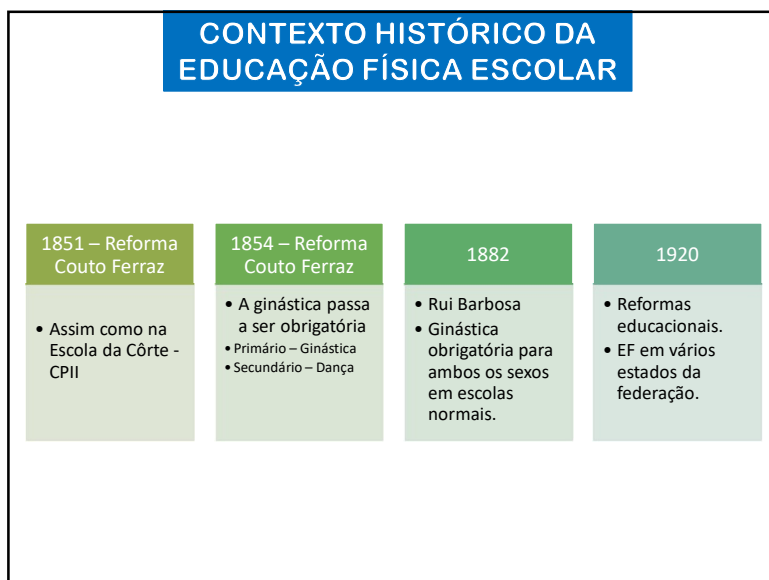 CONTEXTO HISTÓRICO DA
EDUCAÇÃO FÍSICA ESCOLAR
1851 – Reforma
Couto Ferraz
• Assim como na
Escola da Côrte -
CPII
1854 – Reforma
Couto Ferraz
• A ginástica passa
a ser obrigatória
• Primário – Ginástica
• Secundário – Dança
1882
• Rui Barbosa
• Ginástica
obrigatória para
ambos os sexos
em escolas
normais.
1920
• Reformas
educacionais.
• EF em vários
estados da
federação.